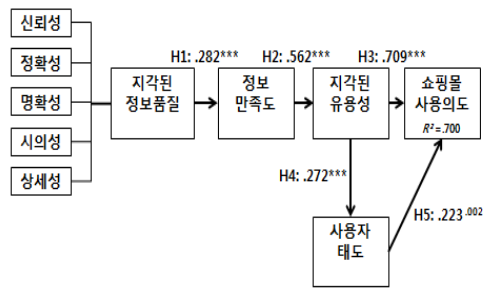 신뢰성
정확성
명확성
시의성
상세성
H1: .282***
H2: .562***
H3: .709***
지각된
정보품질
정보
만족도
지각된
유용성
쇼핑몰
사용의도
R²=.700
H4: .272***
H5: .223 .002
사용자
태도